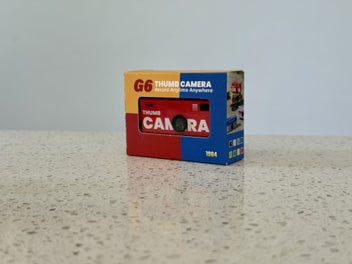 G6 THUMB CAMERA
Record Anytime Anywhere
THUMB
CAMERA
1984